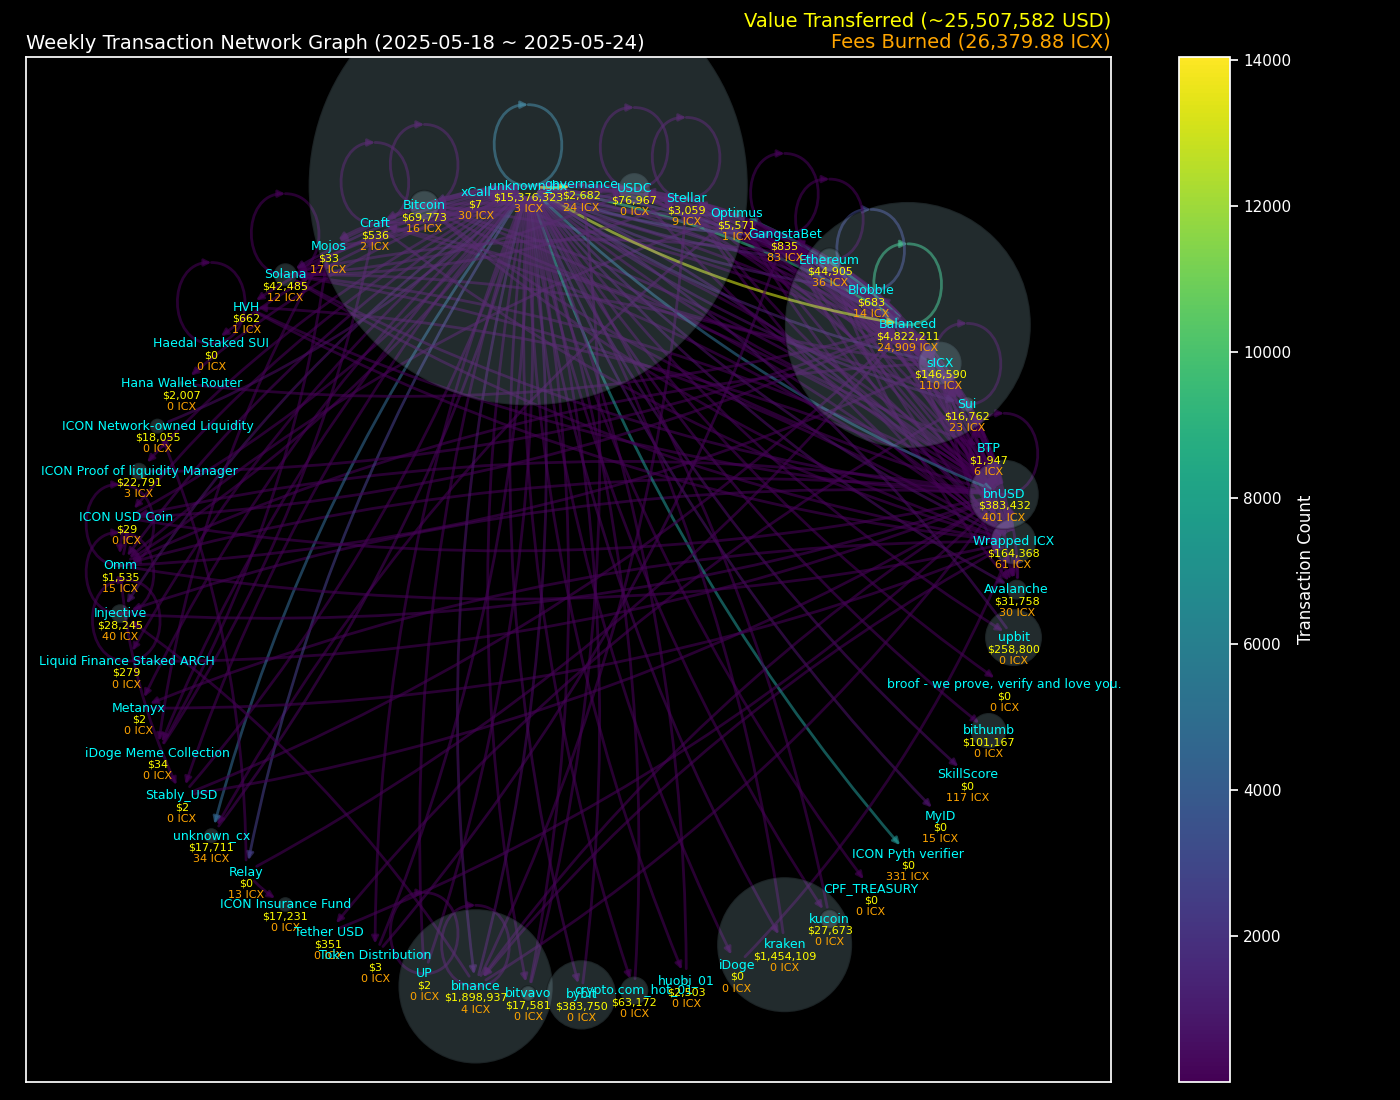 Value Transferred (~25,507,582 USD)
Weekly Transaction Network Graph (2025-05-18 ~ 2025-05-24)
Fees Burned (26,379.88 ICX)
governance
$2,682
24 ICX
USDC
$76,967
0 ICX
Stellar
$3,059
9 ICX
Optimus
$5,571
1 ICX
GangstaBet
$835
83 ICX
Ethereum
$44,905
36 ICX
Blobble
$683
14 ICX
Balanced
$4,822,211
24,909 ICX
sICX
$146,590
110 ICX
Sui
$16,762
23 ICX
BTP
$1,947
6 ICX
bnUSD
$383,432
401 ICX
Wrapped ICX
$164,368
61 ICX
Avalanche
$31,758
30 ICX
upbit
$258,800
0 ICX
broof - we prove, verify and love you.
$0
0 ICX
bithumb
$101,167
0 ICX
SkillScore
$0
117 ICX
MyID
$0
15 ICX
ICON Pyth verifier
$0
331 ICX
CPF_TREASURY
$0
0 ICX
kucoin
$27,673
0 ICX
kraken
$1,454,109
0 ICX
iDoge
$0
0 ICX
huobi_01
$2,503
0 ICX
crypto.com_hot
$63,172
0 ICX
bybit
$383,750
0 ICX
bitvavo
$17,581
0 ICX
binance
$1,898,937
4 ICX
UP
$2
0 ICX
Token Distribution
$3
0 ICX
Tether USD
$351
0 ICX
ICON Insurance Fund
$17,231
0 ICX
Relay
$0
13 ICX
unknown_cx
$17,711
34 ICX
Stably_USD
$2
0 ICX
iDoge Meme Collection
$34
0 ICX
Metanyx
$2
0 ICX
Liquid Finance Staked ARCH
$279
0 ICX
Injective
$28,245
40 ICX
Omm
$1,535
15 ICX
ICON USD Coin
$29
0 ICX
ICON Proof of liquidity Manager
$22,791
3 ICX
ICON Network-owned Liquidity
$18,055
0 ICX
Hana Wallet Router
$2,007
0 ICX
Haedal Staked SUI
$0
0 ICX
HVH
$662
1 ICX
Solana
$42,485
12 ICX
Mojos
$33
17 ICX
Craft
$536
2 ICX
Bitcoin
$69,773
16 ICX
xCall
$7
30 ICX
$15,376,323
3 ICX
14000
12000
10000
8000
6000
4000
2000
Transaction Count